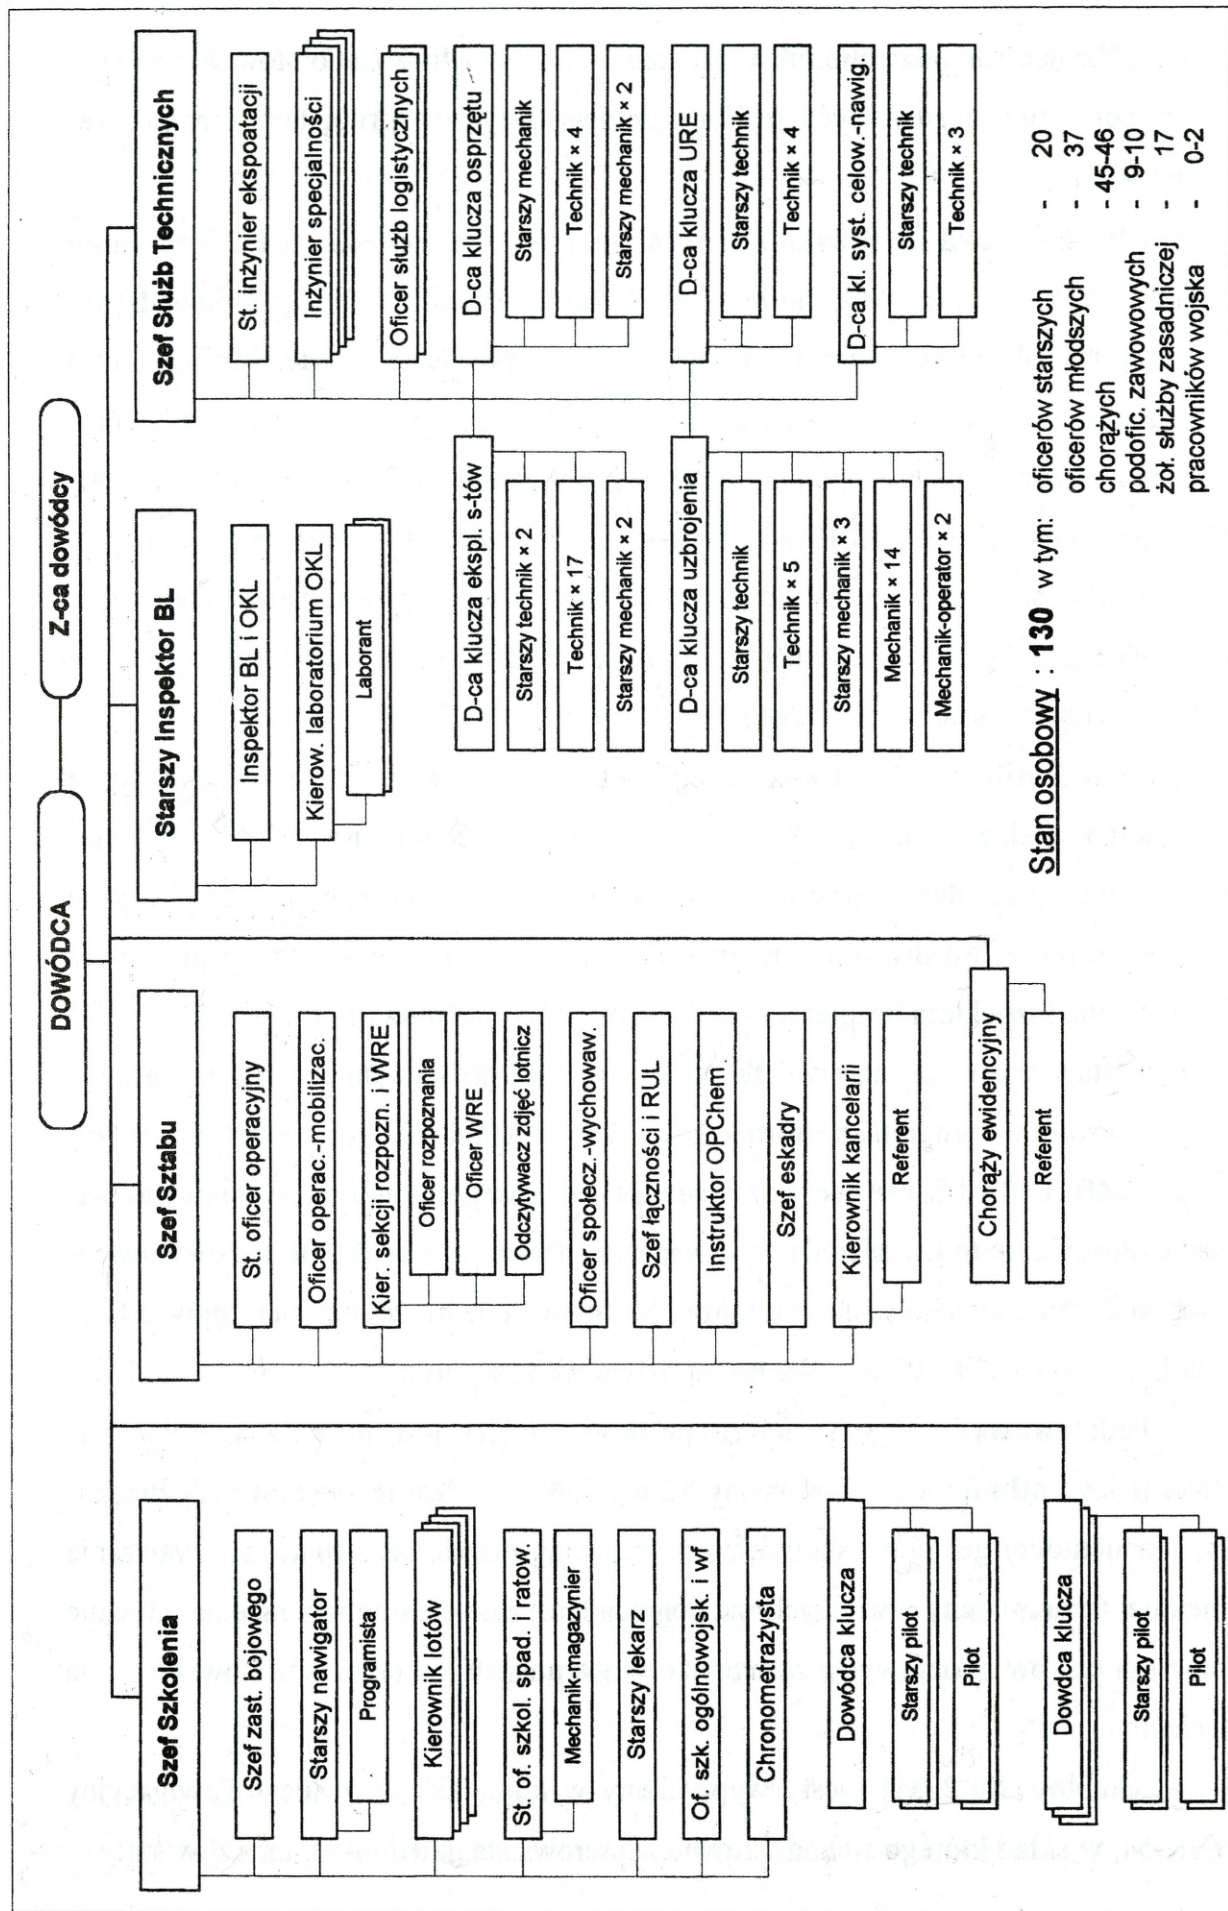 DOWÓDCA
Z-ca dowódcy
Szef Szkolenia
Szef zast. bojowego
Starszy nawigator
Programista
Kierownik lotów
St. of. szkol. spad. i ratow.
Mechanikmagazynier
Starszy lekarz
Of. szk. ogólnowojsk. i wf
Chronometrażysta
Dowódca klucza
Starszy pilot
Pilot
Dowdca klicza
Starszy pilot
Pilot
Szef Sztabu
St. oficer operacyjny
Oficer operac.-mobilizac.
Kier. sekcji rozpozn. i WRE
Oficer rozpoznania
Oficer WRE
Odczytywacz zdjęć lotnicz
Oficer społecz.-wychowaw.
Szef łączności i RUL
Instruktor OPChem
Szef eskadry
Kierownik kancelarii
Referent
Chorąży ewidencyjny
Referent
Starszy Inspektor BL
Inspektor BL i OKL
Kierow. laboratorium OKL
Laborant
Szef Służb Technicznych
St. inżynier ekspoatacji
Inżynier specjalności
Oficer służb logistycznych
D-ca klucza ekspl. s-tów
Starszy technik × 2
Technik × 17
Starszy mechanik × 2
D-ca klucza osprzętu
Starszy mechanik
Technik × 4
Starszy mechanik × 2
D-ca klucza uzbrojenia
Starszy technik
Technik × 5
Starszy mechanik × 3
Mechanik × 14
Mechanik-operator × 2
D-ca klucza URE
Starszy technik
Technik × 4
D-ca kl. syst. celow.-nawig.
Starszy technik
Technik × 3
Stan osobowy : 130 w tym: oficerów starszych - 20
oficerów młodszych - 37
chorążych - 45-46
podofic. zawowowych - 9-10
żoł. służby zasadniczej - 17
pracowników wojska - 0-2